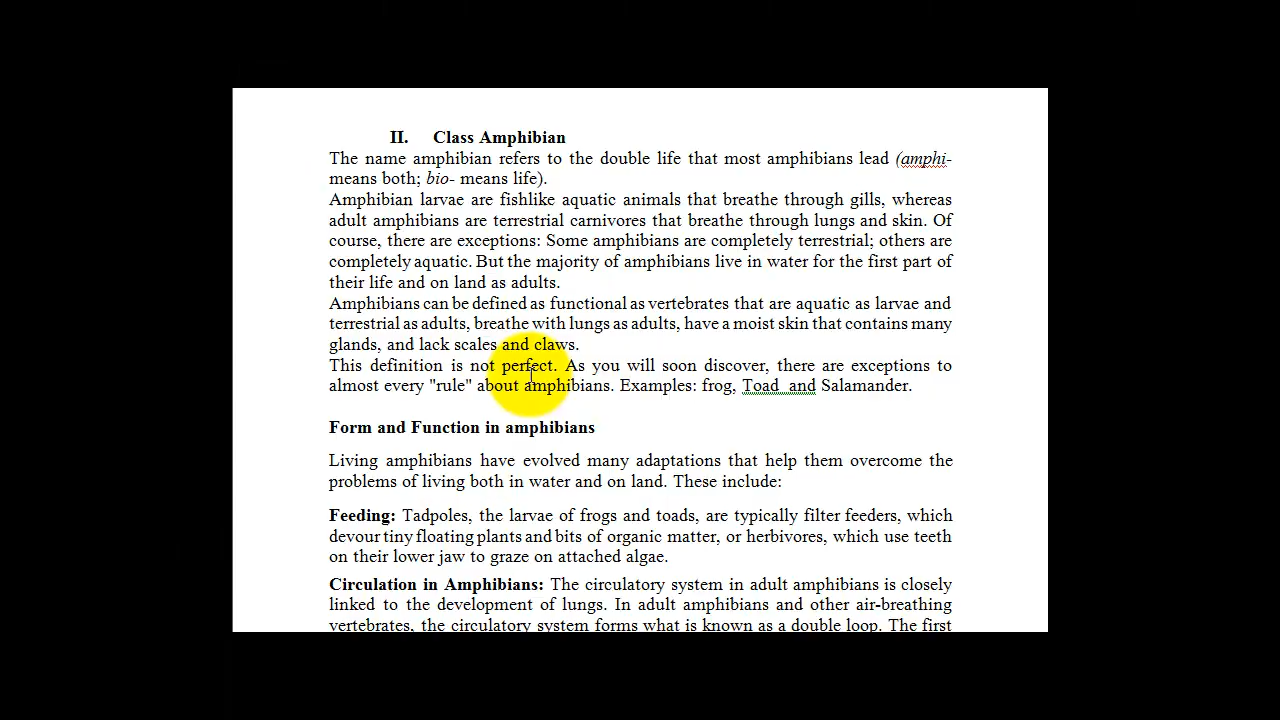 II. Class Amphibian
The name amphibian refers to the double life that most amphibians lead (amphi-
means both; bio- means life).
Amphibian larvae are fishlike aquatic animals that breathe through gills, whereas
adult amphibians are terrestrial carnivores that breathe through lungs and skin. Of
course, there are exceptions: Some amphibians are completely terrestrial; others are
completely aquatic. But the majority of amphibians live in water for the first part of
their life and on land as adults.
Amphibians can be defined as functional as vertebrates that are aquatic as larvae and
terrestrial as adults, breathe with lungs as adults, have a moist skin that contains many
glands, and lack scales and claws.
This definition is not perfect. As you will soon discover, there are exceptions to
almost every "rule" about amphibians. Examples: frog, Toad and Salamander.
Form and Function in amphibians
Living amphibians have evolved many adaptations that help them overcome the
problems of living both in water and on land. These include:
Feeding: Tadpoles, the larvae of frogs and toads, are typically filter feeders, which
devour tiny floating plants and bits of organic matter, or herbivores, which use teeth
on their lower jaw to graze on attached algae.
Circulation in Amphibians: The circulatory system in adult amphibians is closely
linked to the development of lungs. In adult amphibians and other air-breathing
vertebrates, the circulatory system forms what is known as a double loop. The first